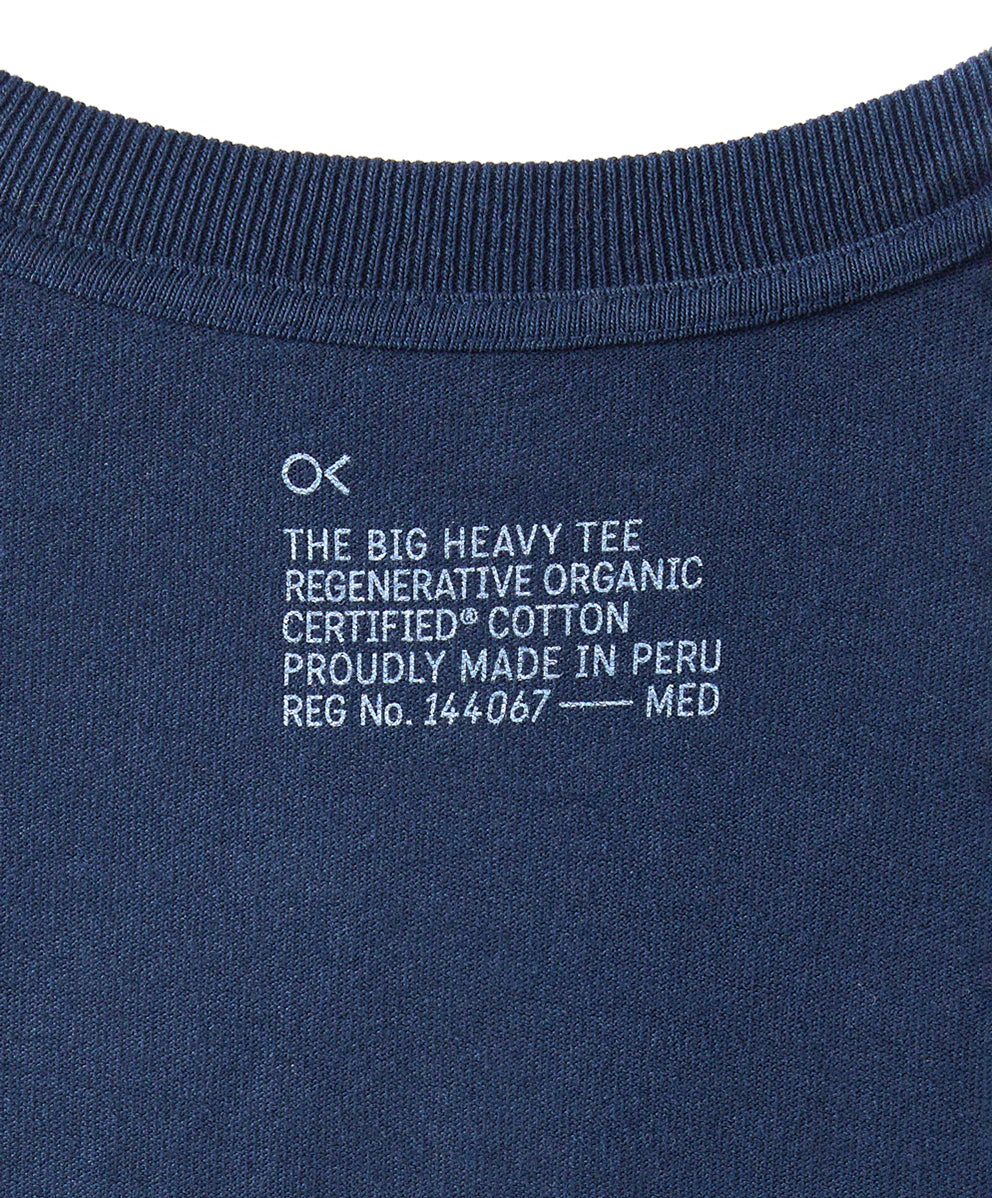 OK
THE BIG HEAVY TEE
REGENERATIVE ORGANIC
CERTIFIED® COTTON
PROUDLY MADE IN PERU
REG No. 144067 —— MED